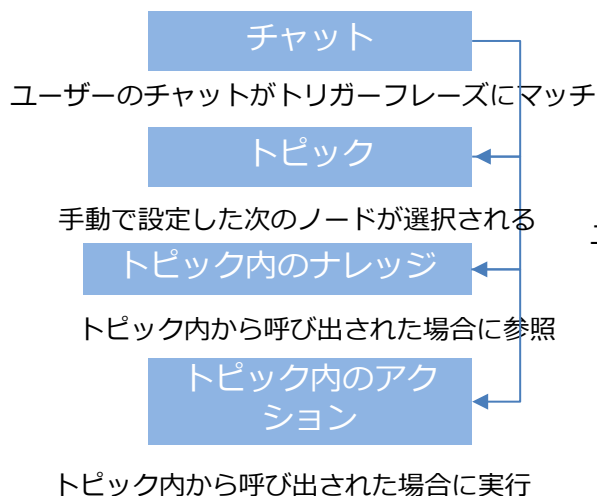 チャット
ユーザーのチャットがトリガーフレーズにマッチ
トピック
手動で設定した次のノードが選択される
トピック内のナレッジ
トピック内から呼び出された場合に参照
トピック内のアク
ション
トピック内から呼び出された場合に実行